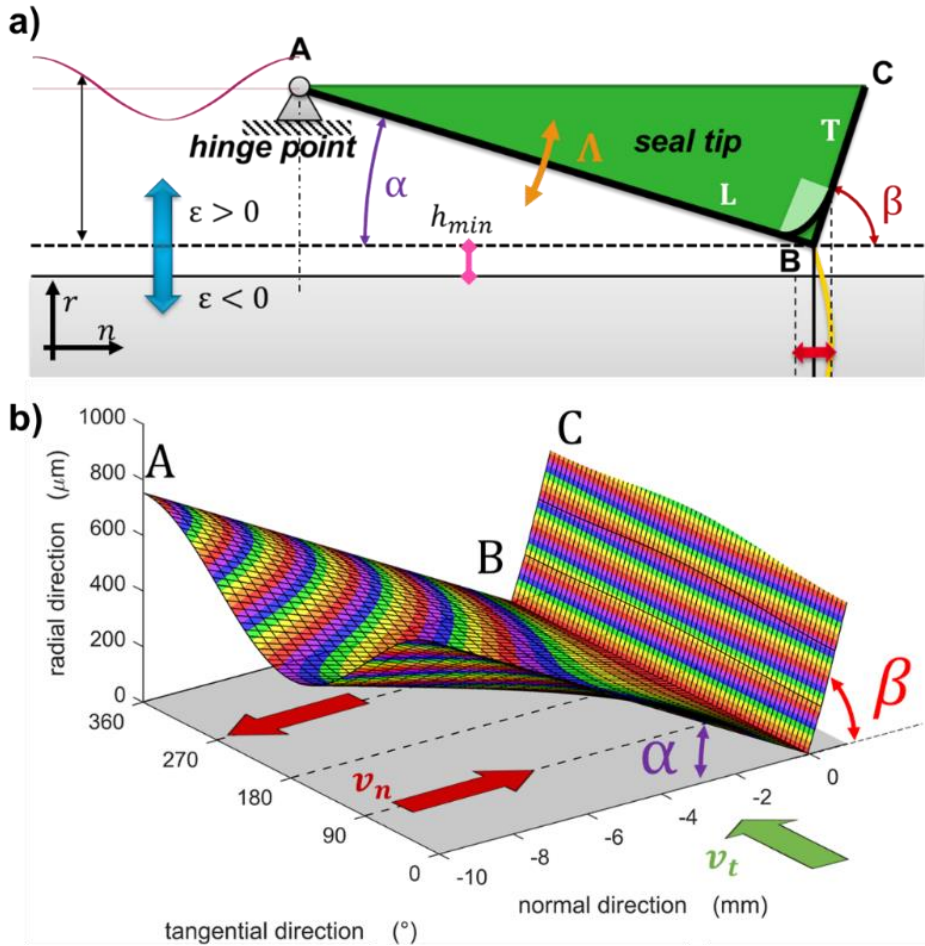 a)
A
C
hinge point
seal tip
T
Λ
L
α
β
h_min
B
ε > 0
ε < 0
r
n
b)
1000
800
600
400
200
0
radial direction (μm)
A
B
C
α
β
360
270
180
90
0
-10
-8
-6
-4
-2
0
v_n
v_t
normal direction (mm)
tangential direction (°)